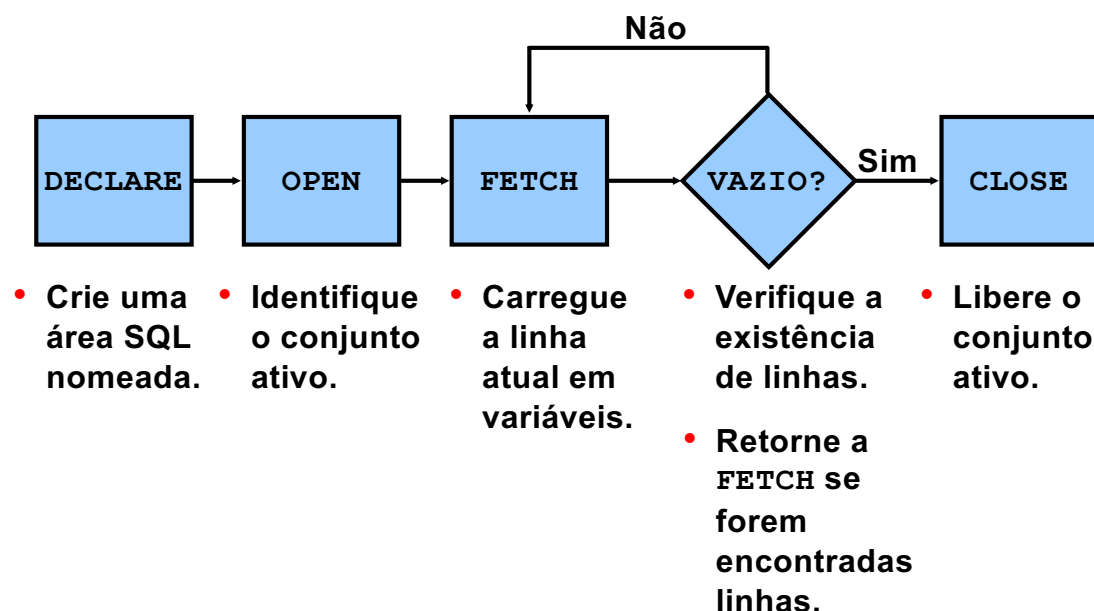 Não
DECLARE
OPEN
FETCH
VAZIO?
Sim
CLOSE
• Crie uma
área SQL
nomeada.
• Identifique
o conjunto
ativo.
• Carregue
a linha
atual em
variáveis.
• Verifique a
existência
de linhas.
• Retorne a
FETCH se
forem
encontradas
linhas.
• Libere o
conjunto
ativo.